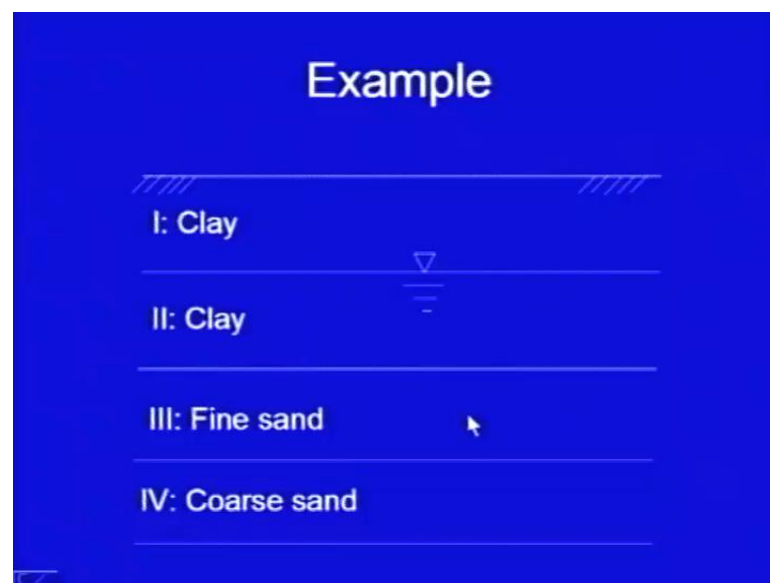 Example
I: Clay
II: Clay
III: Fine sand
IV: Coarse sand